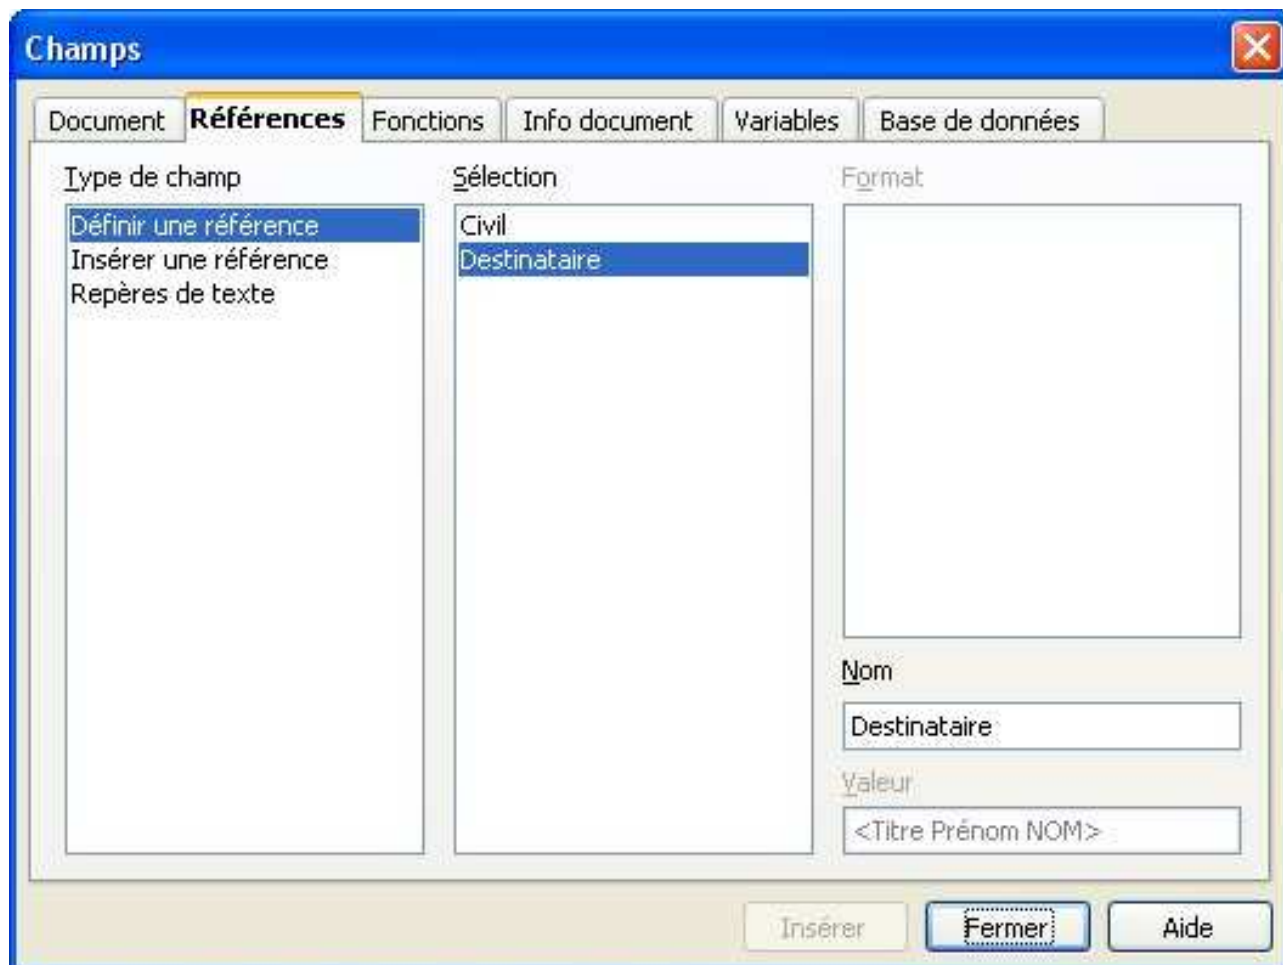 Champs
Document Références Fonctions Info document Variables Base de données
Type de champ
Définir une référence
Insérer une référence
Repères de texte
Sélection
Civil
Destinataire
Format
Nom
Destinataire
Valeur
<Titre Prénom NOM>
Insérer Fermer Aide